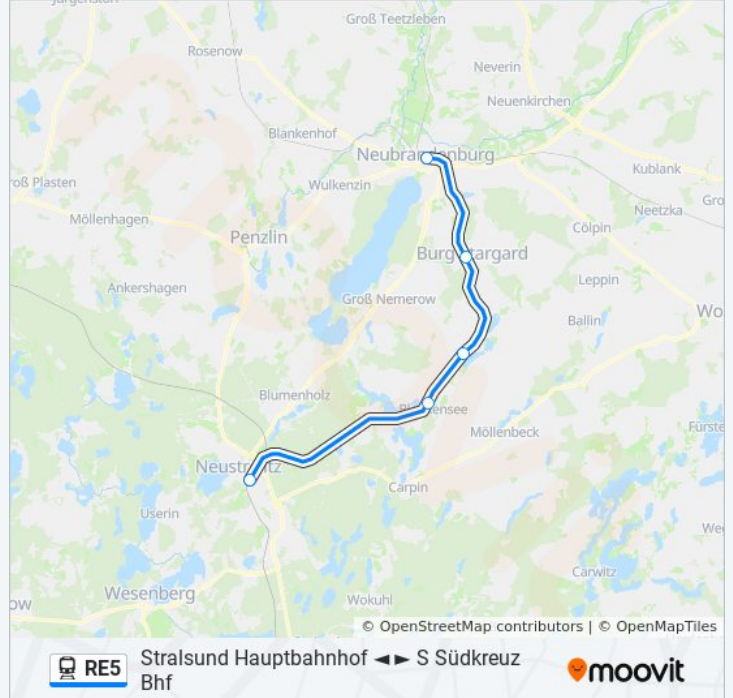 Jürgenstorf
Groß Teetzleben
Rosenow
Neverin
Neuenkirchen
Blankenhof
Neubrandenburg
Kublank
roß Plasten
Wulkenzin
Gro
Neetzka
Möllenhagen
Cölpin
Penzlin
Burg Stargard
Leppin
Ankershagen
Groß Nemerow
Wo
Ballin
Blumenholz
Blankensee
Fürste
Möllenbeck
Neustrelitz
Carpin
Userin
We
Carwitz
Wesenberg
ow
Wokuhl
© OpenStreetMap contributors | © OpenMapTiles
RE5
Stralsund Hauptbahnhof ◄► S Südkreuz
Bhf
moovit